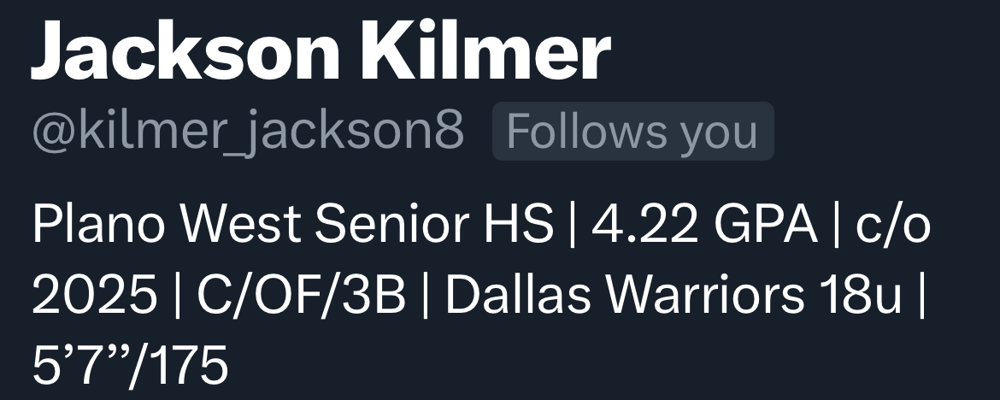 Jackson Kilmer
@kilmer_jackson8 Follows you
Plano West Senior HS | 4.22 GPA | c/o
2025 | C/OF/3B | Dallas Warriors 18u |
5’7’’/175